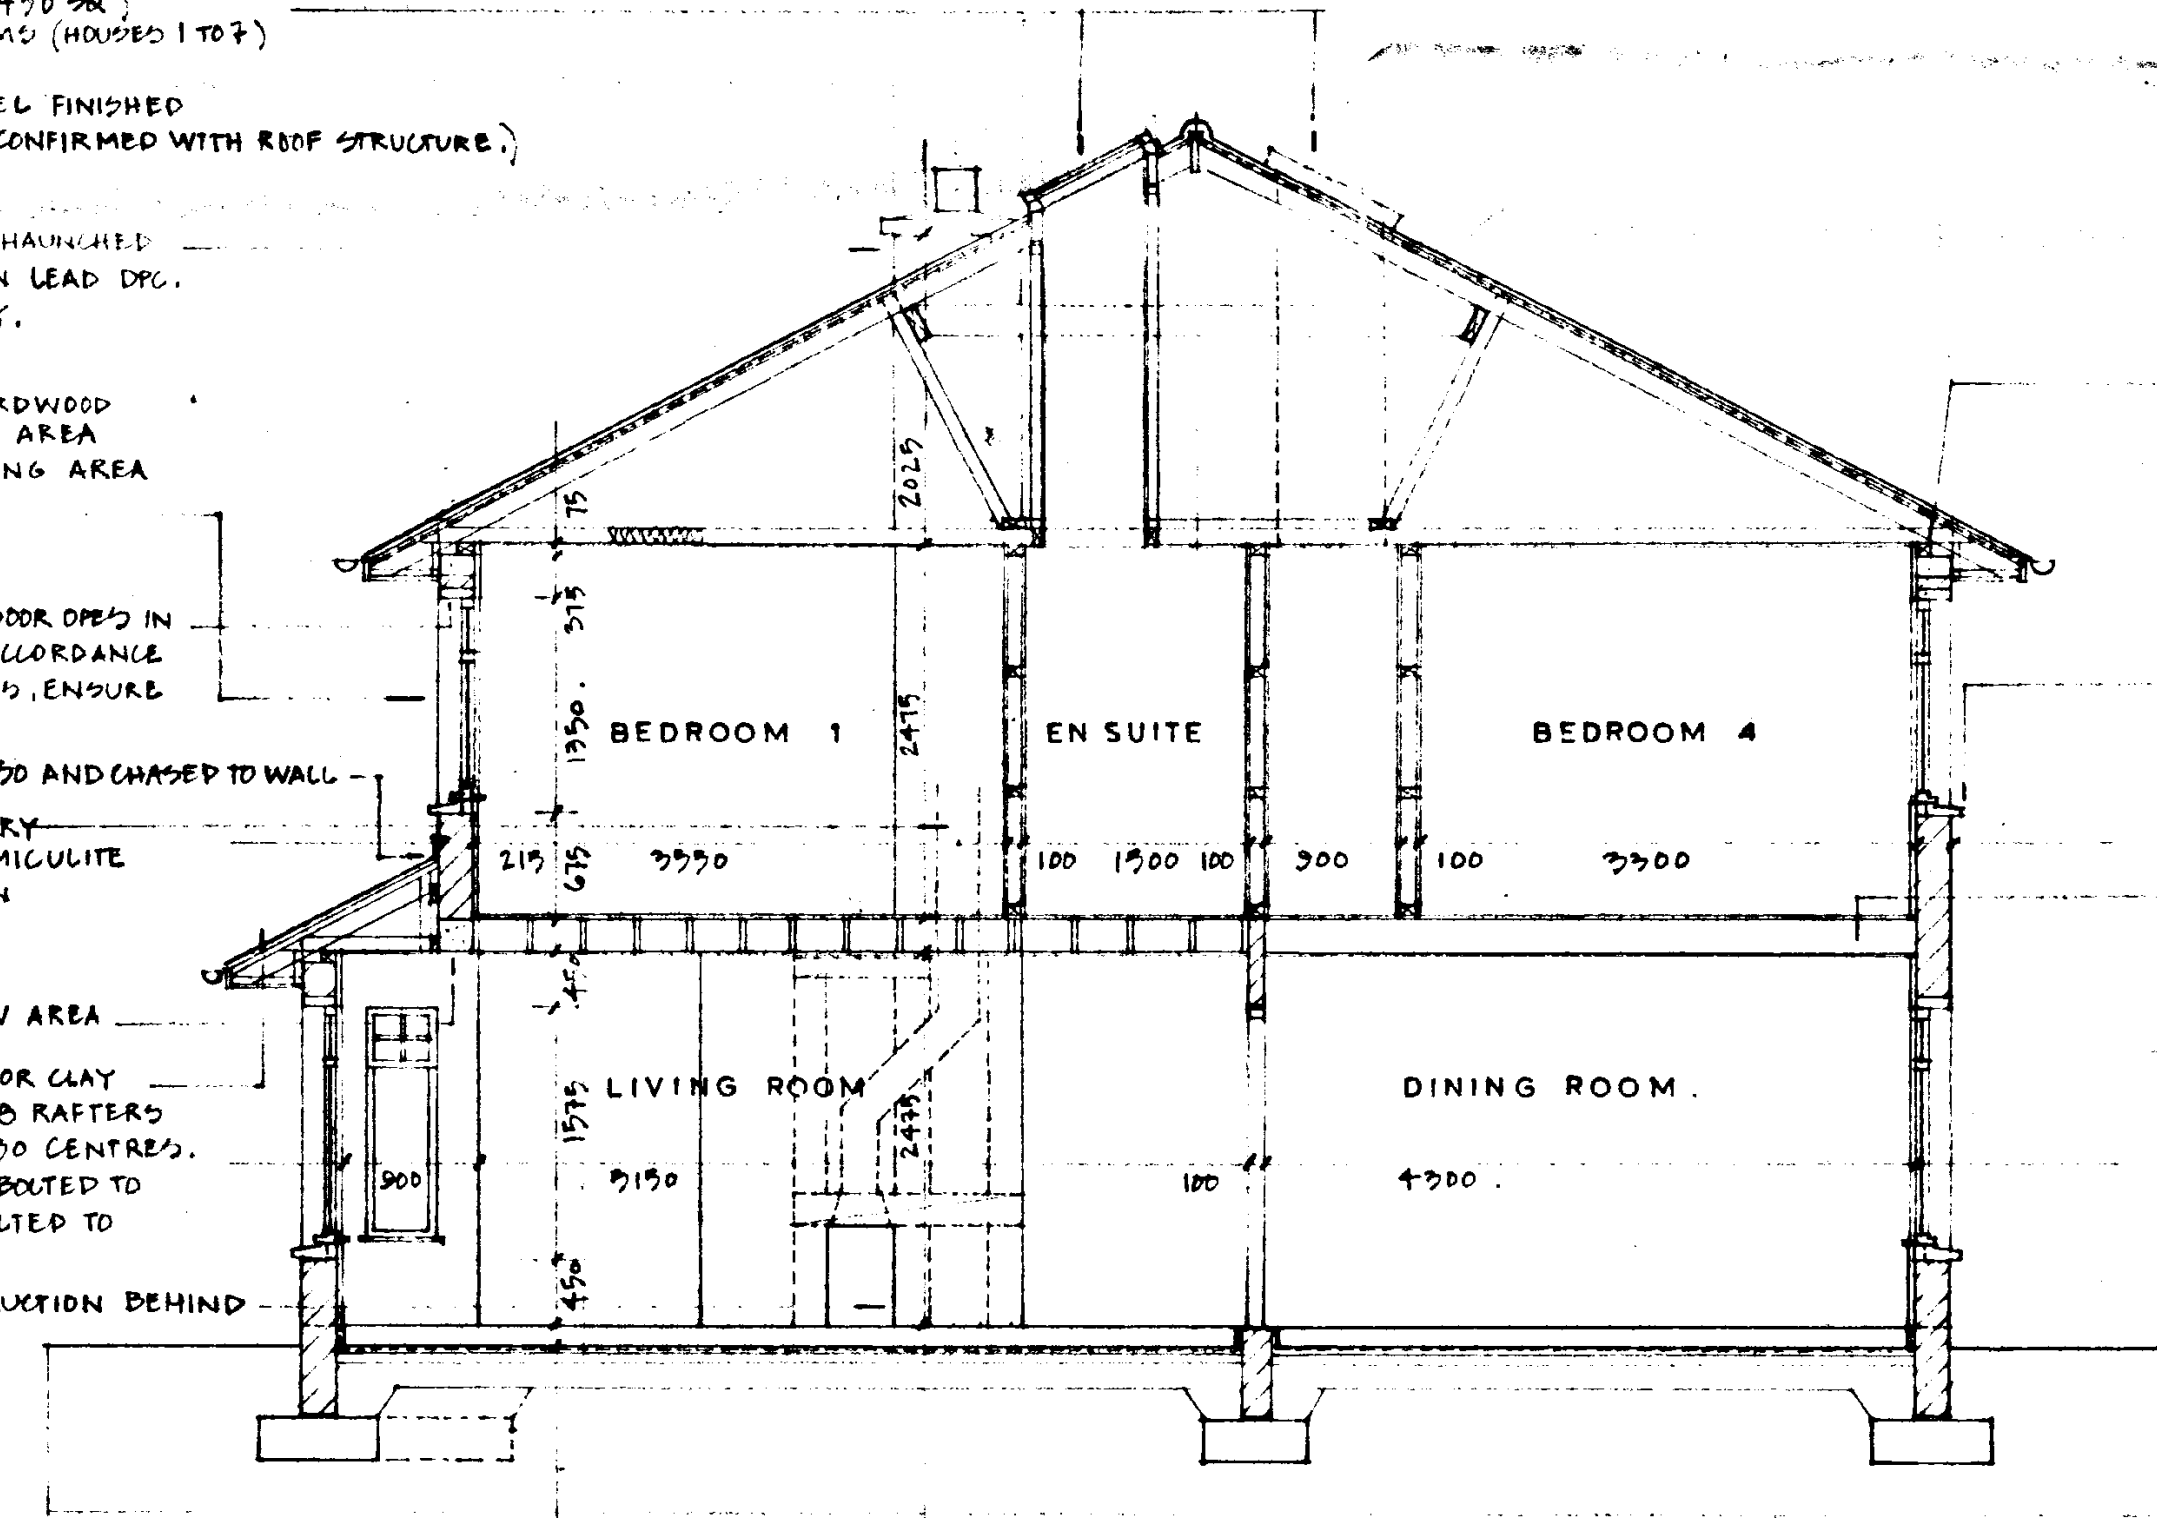 450 SQ)
MS (HOUSES 1 TO 7)
EL FINISHED
CONFIRMED WITH ROOF STRUCTURE.)
HAUNCHED
N LEAD DPC.
RDWOOD
AREA
NG AREA
DOOR OPES IN
CCORDANCE
S, ENSURE
50 AND CHASED TO WALL
RY
MICULITE
N
W AREA
OR CLAY
RAFTERS
50 CENTRES.
BOLTED TO
LTED TO
UCTION BEHIND
75
2025
375
1350.
2475
BEDROOM 1
EN SUITE
BEDROOM 4
215
675
3550
100
1500
100
900
100
3300
450
1575
LIVING ROOM
2475
DINING ROOM.
900
5150
100
4300.
450